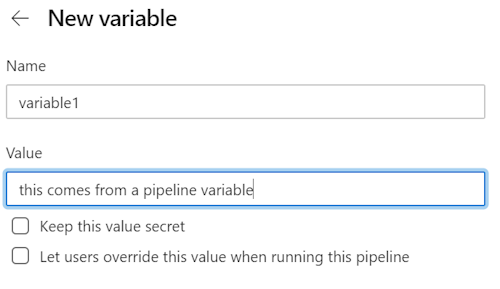 New variable
Name
variable1
Value
this comes from a pipeline variable
Keep this value secret
Let users override this value when running this pipeline